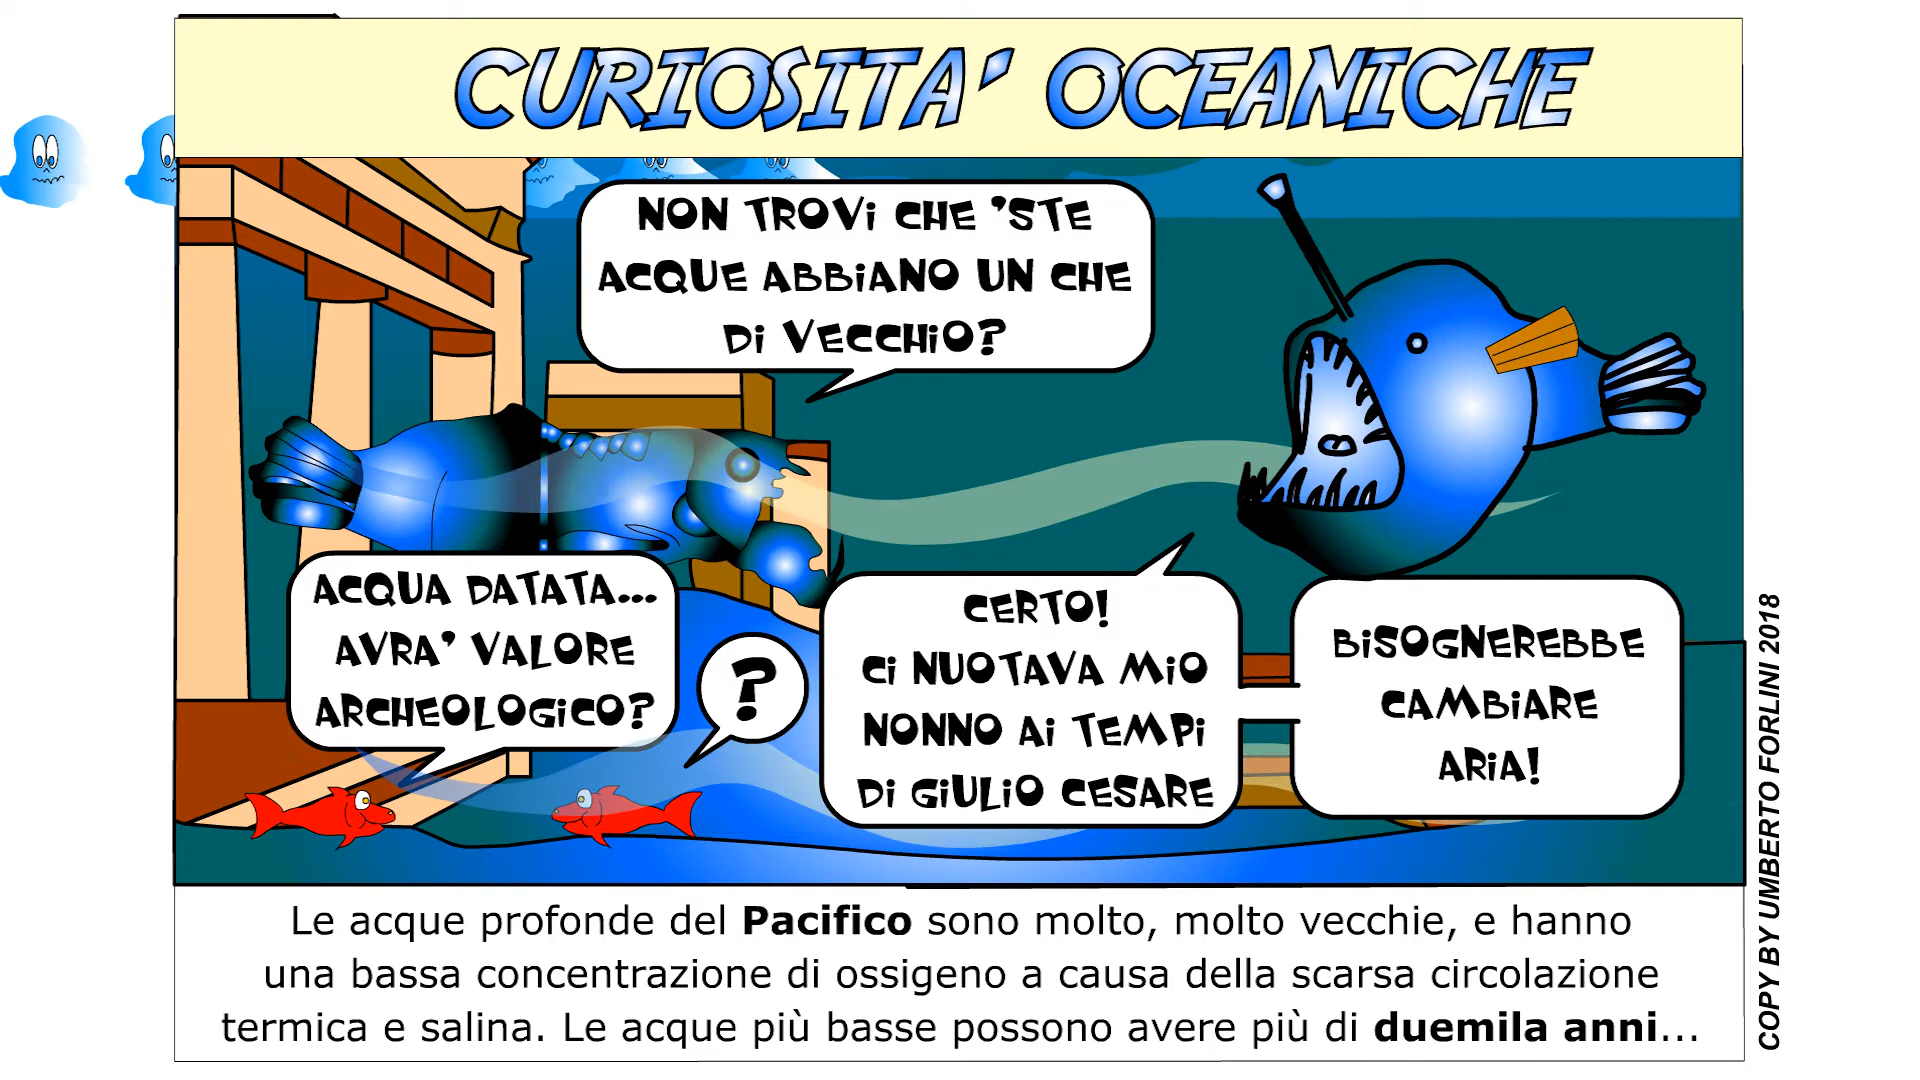 CURIOSITA' OCEANICHE
NON TROVi CHE 'STE
ACQUE ABBiANO UN CHE
Di VECCHiO?
ACQUA DATATA...
AVRA' VALORE
ARCHEOLOGiCO?
?
CERTO!
Ci NUOTAVA MiO
NONNO Ai TEMPi
Di GiULiO CESARE
BiSOGNEREBBE
CAMBiARE
ARiA!
Le acque profonde del Pacifico sono molto, molto vecchie, e hanno
una bassa concentrazione di ossigeno a causa della scarsa circolazione
termica e salina. Le acque più basse possono avere più di duemila anni...
COPY BY UMBERTO FORLINI 2018